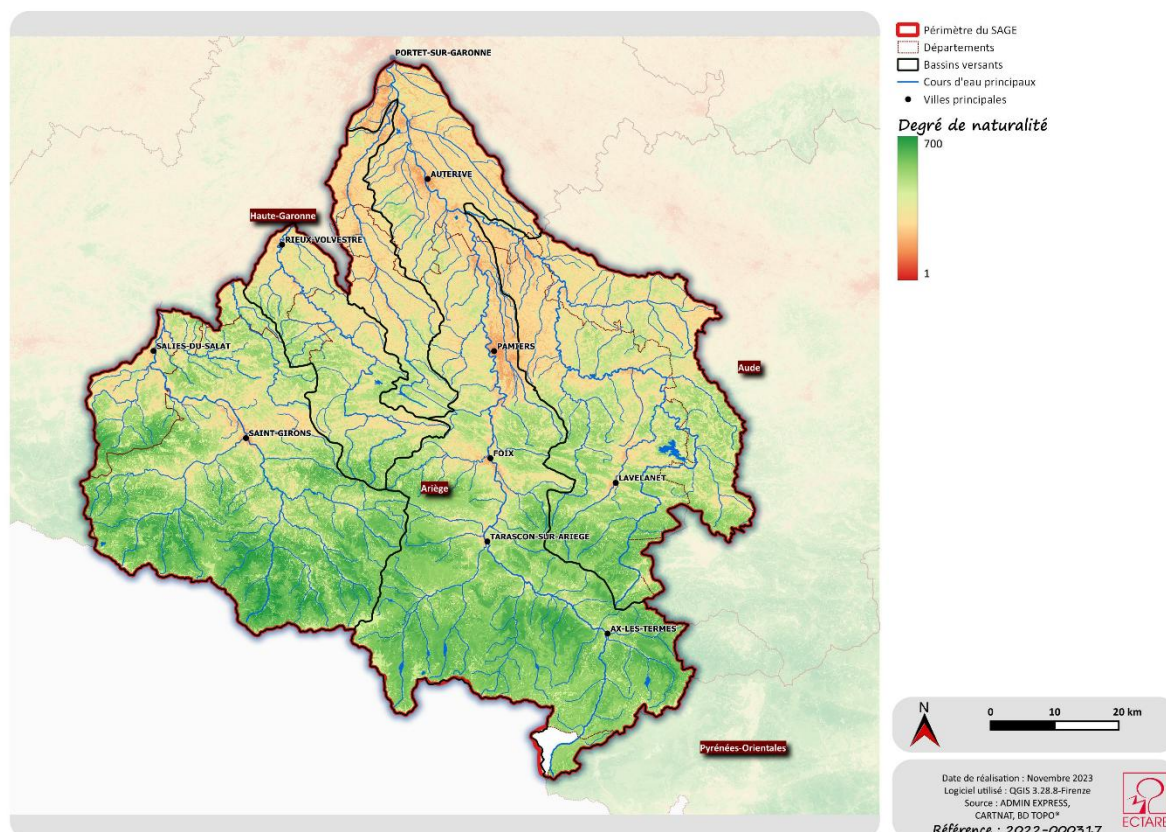 PORTET-SUR-GARONNE
AUTERIVE
Haute-Garonne
RIEUX-VOLVESTRE
SALIES-DU-SALAT
PAMIERS
Aude
SAINT-GIRONS
FOIX
LAVELANET
Ariège
TARASCON-SUR-ARIEGE
AX-LES-TERMES
Pyrénées-Orientales
Périmètre du SAGE
Départements
Bassins versants
Cours d'eau principaux
Villes principales
Degré de naturalité
700
1
N
0 10 20 km
Date de réalisation : Novembre 2023
Logiciel utilisé : QGIS 3.28.8-Firenze
Source : ADMIN EXPRESS,
CARTNAT, BD TOPO®
Référence : 2022-000317
ECTARE